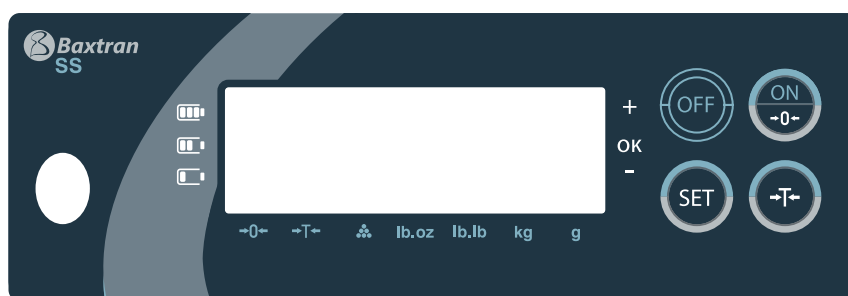 Baxtran
SS
+
OK
-
OFF
ON
→0←
SET
→T←
→0← →T← lb.oz lb.lb kg g